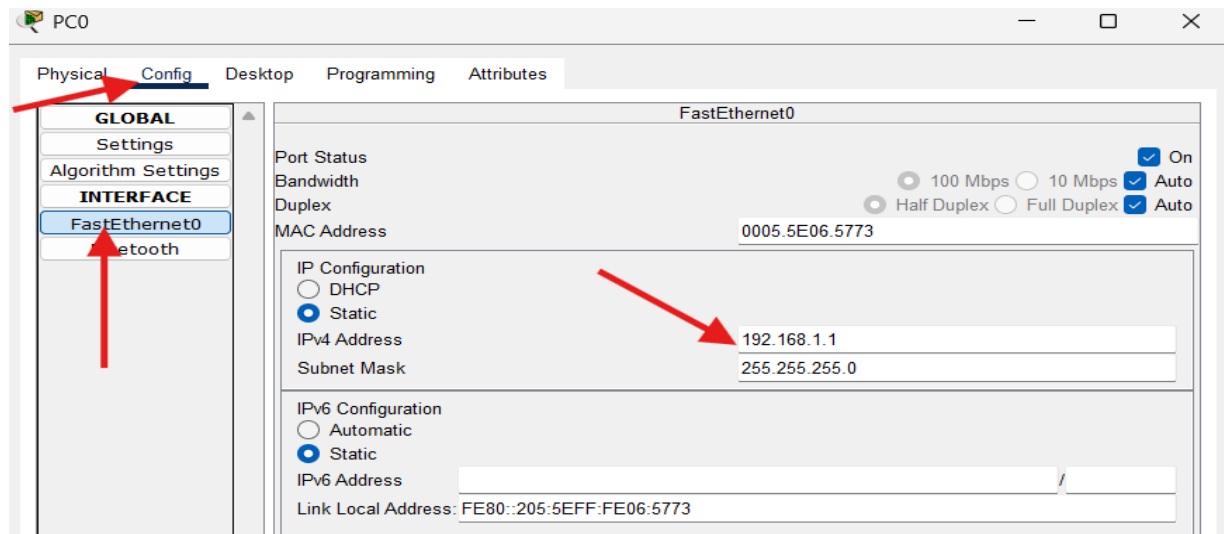 PC0
Physical Config Desktop Programming Attributes
GLOBAL
Settings
Algorithm Settings
INTERFACE
FastEthernet0
FastEthernet0
Port Status On
Bandwidth 100 Mbps 10 Mbps Auto
Duplex Half Duplex Full Duplex Auto
MAC Address 0005.5E06.5773
IP Configuration
DHCP
Static
IPv4 Address 192.168.1.1
Subnet Mask 255.255.255.0
IPv6 Configuration
Automatic
Static
IPv6 Address /
Link Local Address: FE80::205:5EFF:FE06:5773